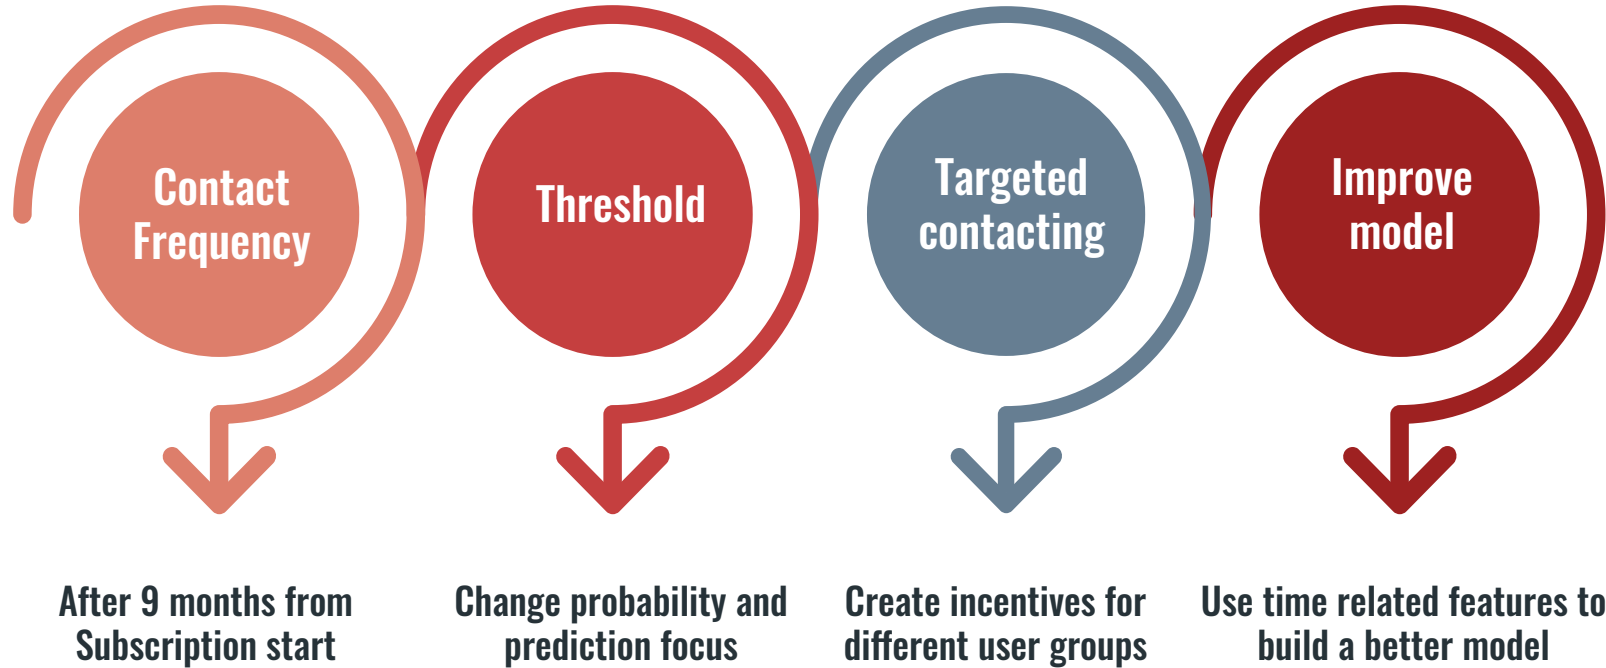 Contact
Frequency
Threshold
Targeted
contacting
Improve
model
After 9 months from
Subscription start
Change probability and
prediction focus
Create incentives for
different user groups
Use time related features to
build a better model